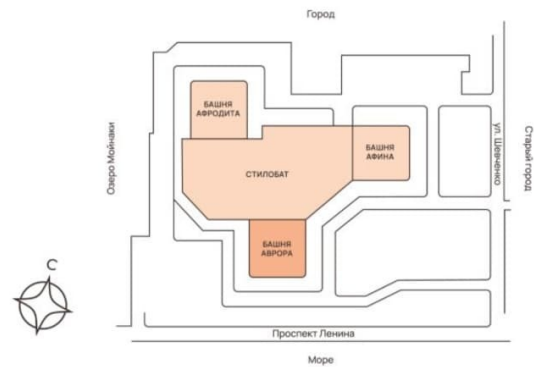 Город
БАШНЯ
АФРОДИТА
Озеро Мойнаки
БАШНЯ
АФИНА
ул. Шевченко
Старый город
СТИЛОБАТ
БАШНЯ
АВРОРА
С
Проспект Ленина
Море